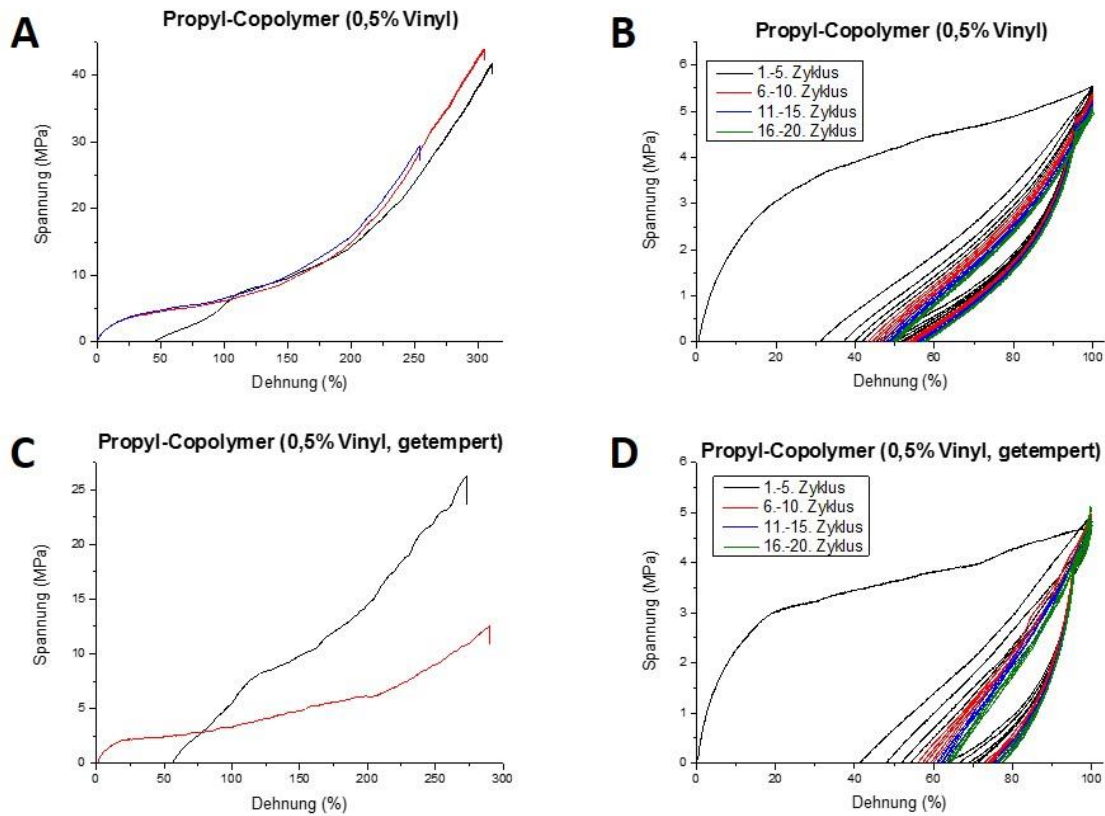 A
Propyl-Copolymer (0,5% Vinyl)
40
30
20
10
0
Spannung (MPa)
0 50 100 150 200 250 300
Dehnung (%)
B
Propyl-Copolymer (0,5% Vinyl)
1.-5. Zyklus
6.-10. Zyklus
11.-15. Zyklus
16.-20. Zyklus
6
5
4
3
2
1
0
Spannung (MPa)
0 20 40 60 80 100
Dehnung (%)
C
Propyl-Copolymer (0,5% Vinyl, getempert)
25
20
15
10
5
0
Spannung (MPa)
0 50 100 150 200 250 300
Dehnung (%)
D
Propyl-Copolymer (0,5% Vinyl, getempert)
1.-5. Zyklus
6.-10. Zyklus
11.-15. Zyklus
16.-20. Zyklus
6
5
4
3
2
1
0
Spannung (MPa)
0 20 40 60 80 100
Dehnung (%)